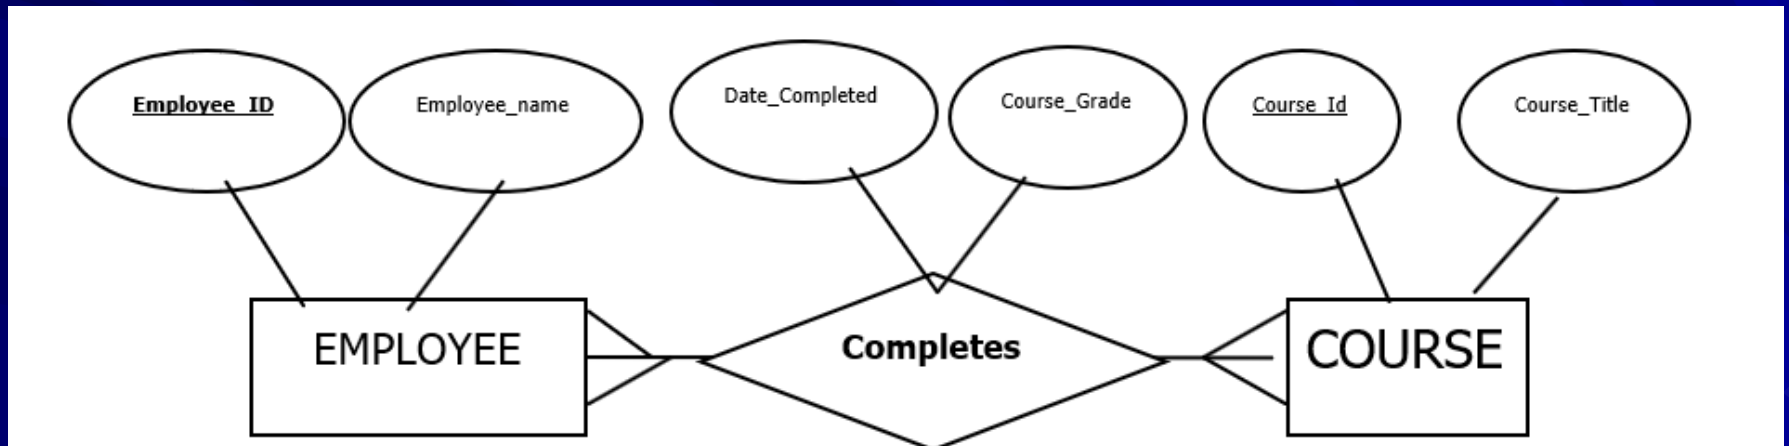 Employee_ID
Employee_name
Date_Completed
Course_Grade
Course_Id
Course_Title
EMPLOYEE
Completes
COURSE